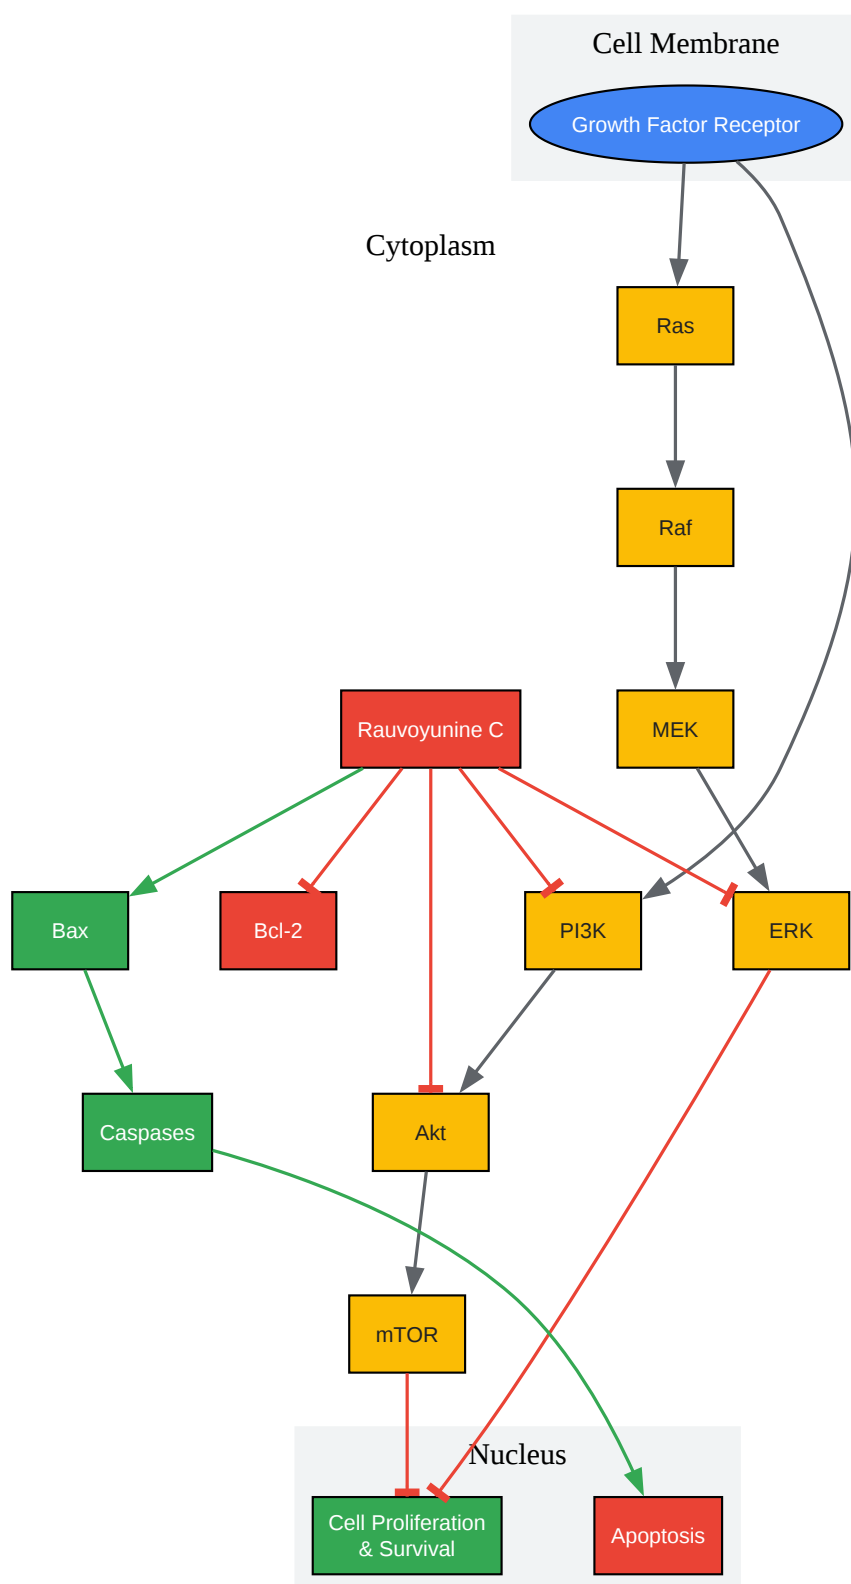 Cell Membrane
Growth Factor Receptor
Cytoplasm
Ras
Raf
Rauvoyunine C
MEK
Bax
Bcl-2
PI3K
ERK
Caspases
Akt
mTOR
Nucleus
Cell Proliferation
& Survival
Apoptosis